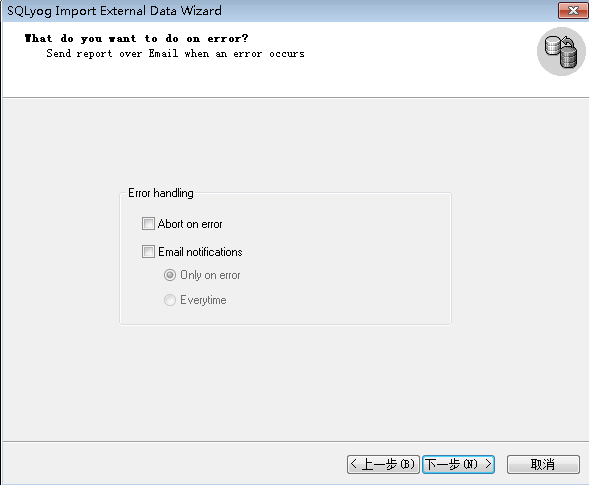 SQLyog Import External Data Wizard
What do you want to do on error?
Send report over Email when an error occurs
Error handling
Abort on error
Email notifications
Only on error
Everytime
< 上一步(B) 下一步(N) > 取消